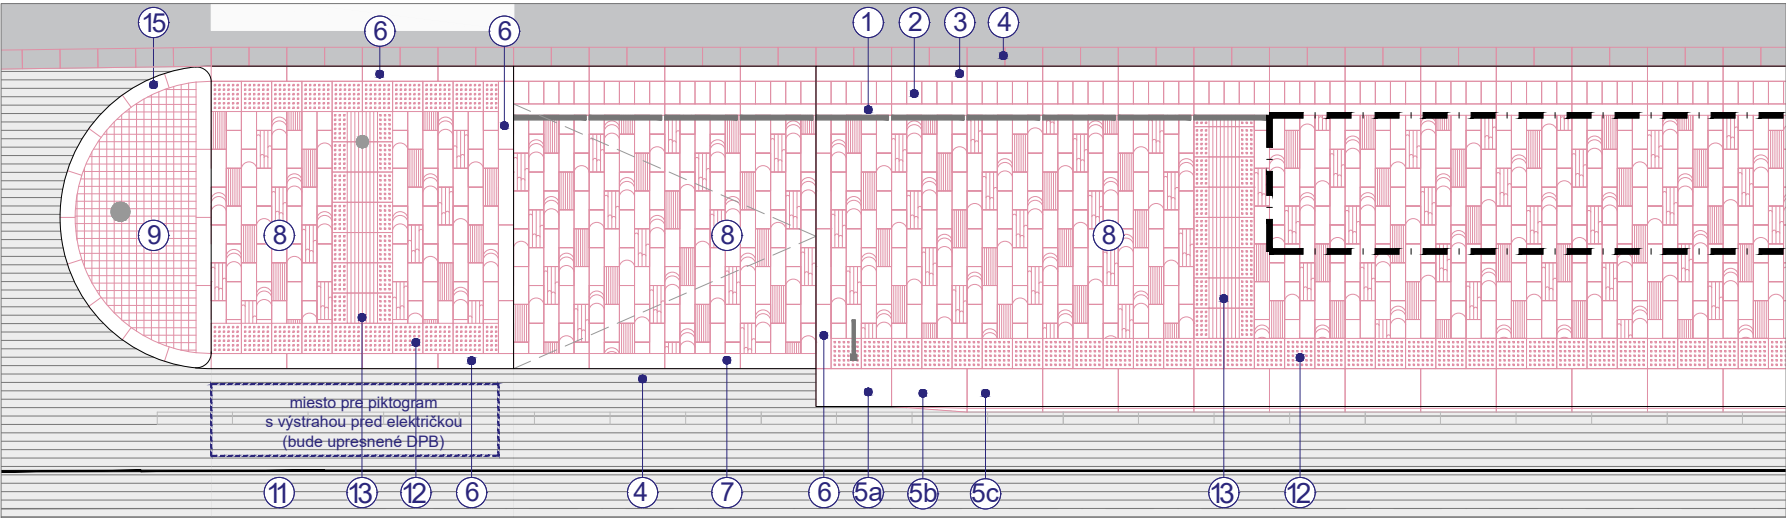 15 6 6 1 2 3 4
9 8 8 8
miesto pre piktogram
s výstrahou pred električkou
(bude upresnené DPB)
11 13 12 6 4 7 6 5a 5b 5c 13 12